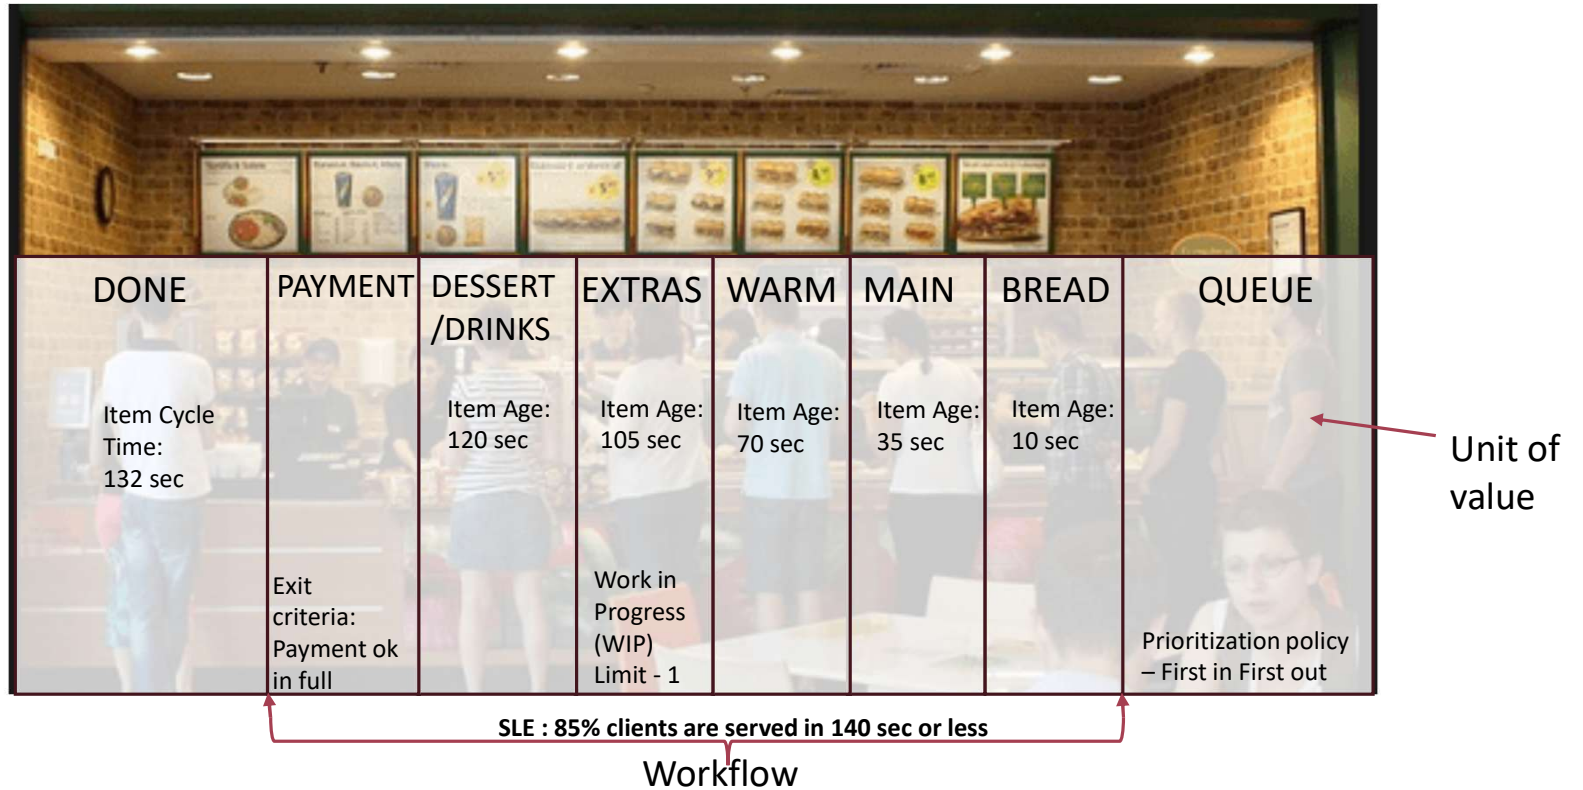 DONE
PAYMENT
DESSERT
/DRINKS
EXTRAS
WARM
MAIN
BREAD
QUEUE
Item Cycle
Time:
132 sec
Item Age:
120 sec
Item Age:
105 sec
Item Age:
70 sec
Item Age:
35 sec
Item Age:
10 sec
Unit of
value
Exit
criteria:
Payment ok
in full
Work in
Progress
(WIP)
Limit - 1
Prioritization policy
– First in First out
SLE : 85% clients are served in 140 sec or less
Workflow